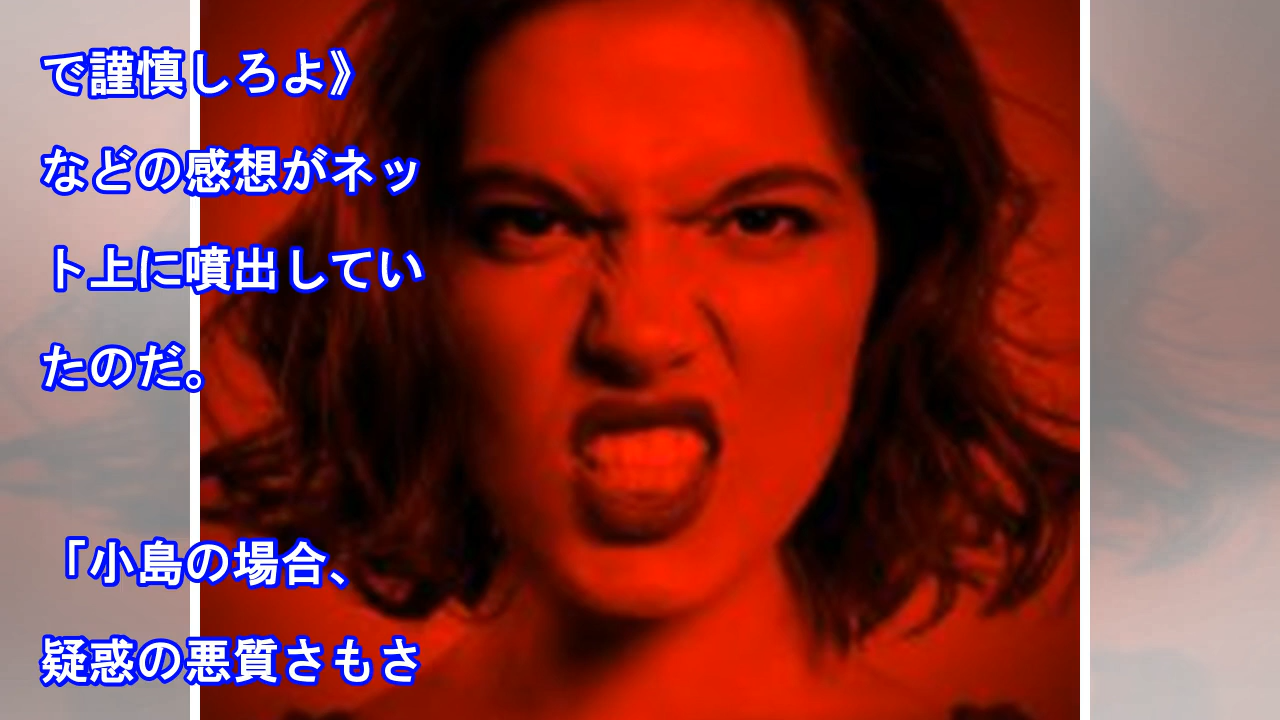 で謹慎しろよ》
などの感想がネッ
ト上に噴出してい
たのだ。
「小島の場合、
疑惑の悪質さもさ